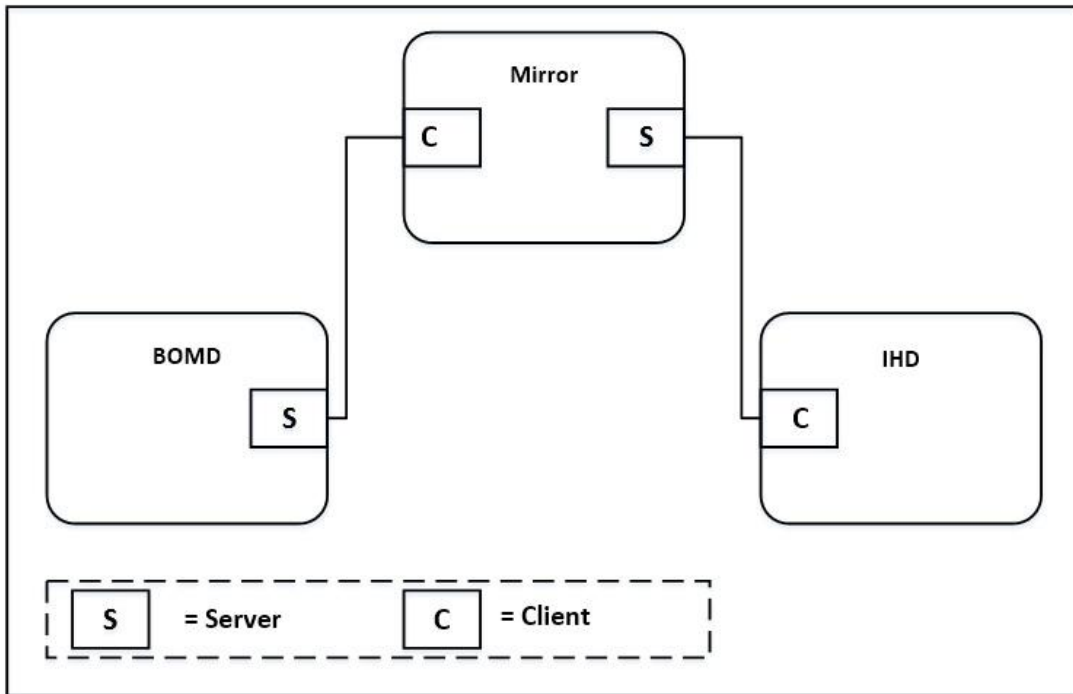 Mirror
C
S
BOMD
S
IHD
C
S = Server C = Client